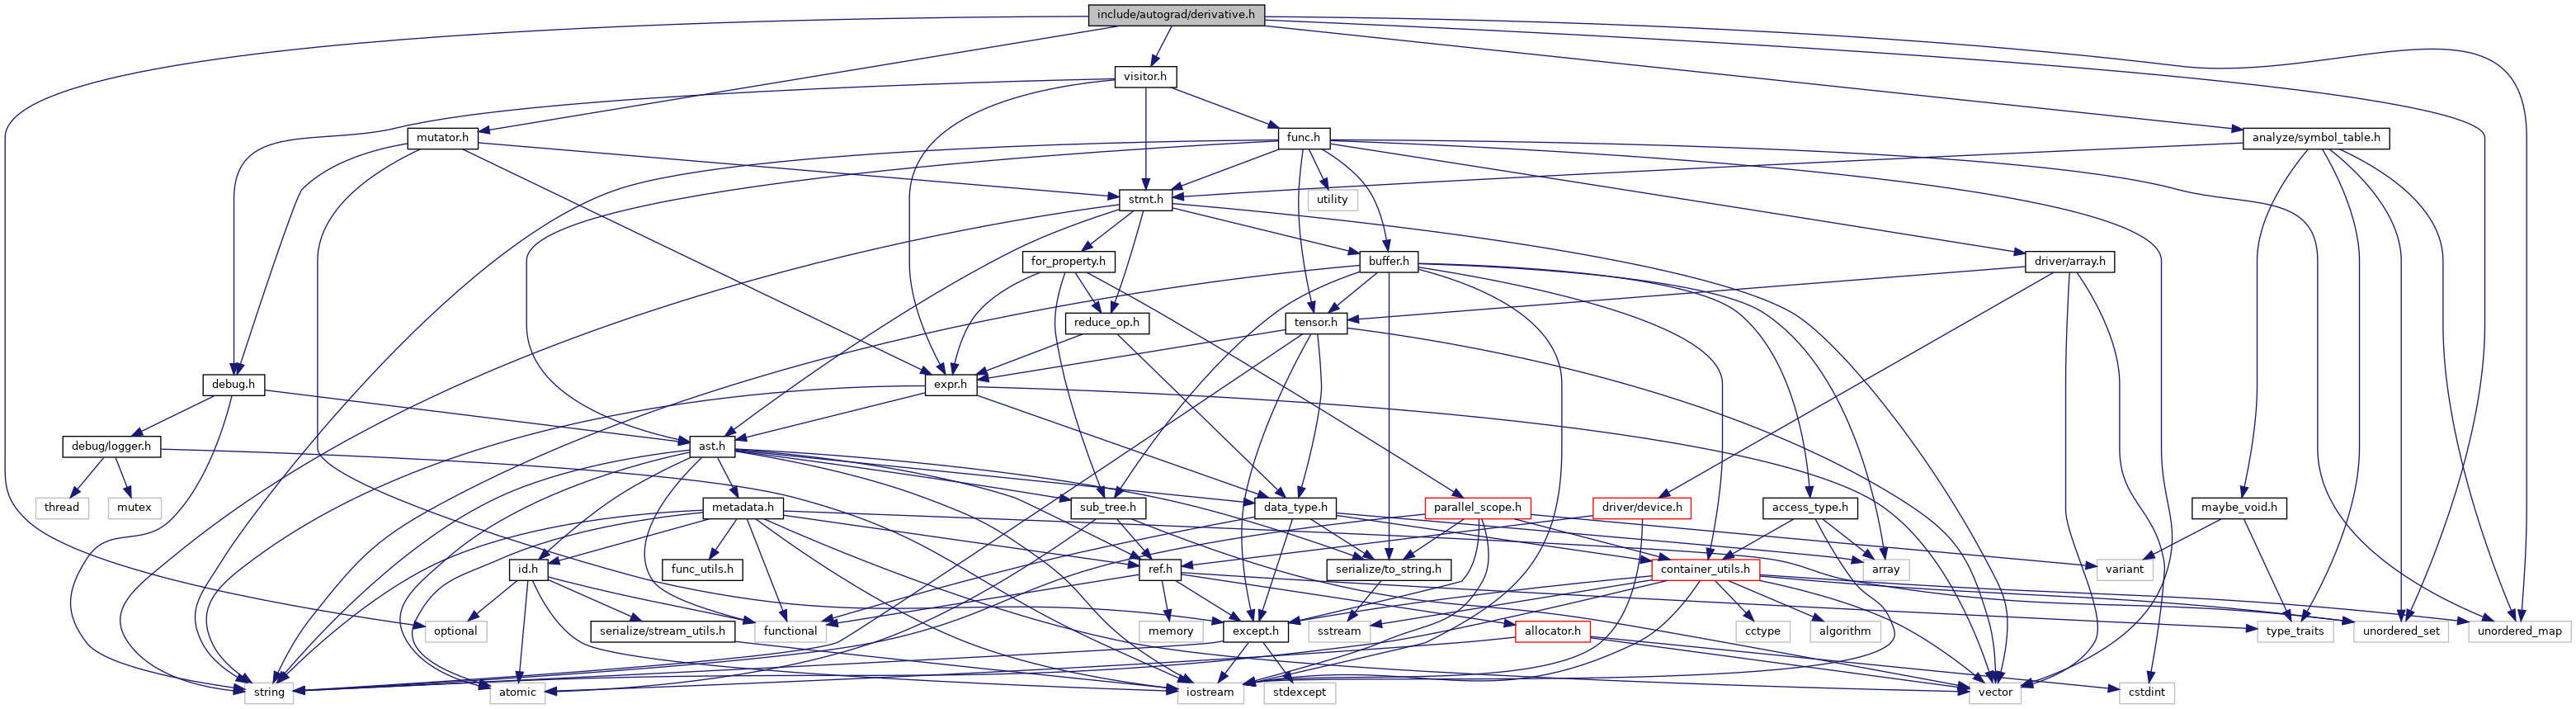 include/autograd/derivative.h
visitor.h
mutator.h
func.h
analyze/symbol_table.h
stmt.h
utility
for_property.h
buffer.h
driver/array.h
reduce_op.h
tensor.h
debug.h
expr.h
debug/logger.h
ast.h
thread
mutex
metadata.h
sub_tree.h
data_type.h
parallel_scope.h
driver/device.h
access_type.h
maybe_void.h
id.h
func_utils.h
ref.h
serialize/to_string.h
container_utils.h
array
variant
optional
serialize/stream_utils.h
functional
memory
except.h
sstream
allocator.h
cctype
algorithm
type_traits
unordered_set
unordered_map
string
atomic
iostream
stdexcept
vector
cstdint